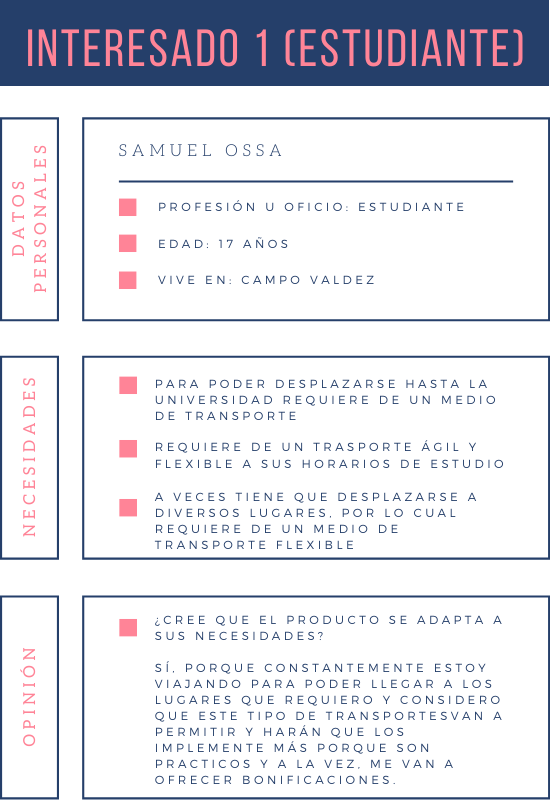 INTERESADO 1 (ESTUDIANTE)
DATOS
PERSONALES
SAMUEL OSSA
PROFESIÓN U OFICIO: ESTUDIANTE
EDAD: 17 AÑOS
VIVE EN: CAMPO VALDEZ
NECESIDADES
PARA PODER DESPLAZARSE HASTA LA
UNIVERSIDAD REQUIERE DE UN MEDIO
DE TRANSPORTE
REQUIERE DE UN TRASPORTE ÁGIL Y
FLEXIBLE A SUS HORARIOS DE ESTUDIO
A VECES TIENE QUE DESPLAZARSE A
DIVERSOS LUGARES, POR LO CUAL
REQUIERE DE UN MEDIO DE
TRANSPORTE FLEXIBLE
OPINIÓN
¿CREE QUE EL PRODUCTO SE ADAPTA A
SUS NECESIDADES?
SÍ, PORQUE CONSTANTEMENTE ESTOY
VIAJANDO PARA PODER LLEGAR A LOS
LUGARES QUE REQUIERO Y CONSIDERO
QUE ESTE TIPO DE TRANSPORTESVAN A
PERMITIR Y HARÁN QUE LOS
IMPLEMENTE MÁS PORQUE SON
PRACTICOS Y A LA VEZ, ME VAN A
OFRECER BONIFICACIONES.